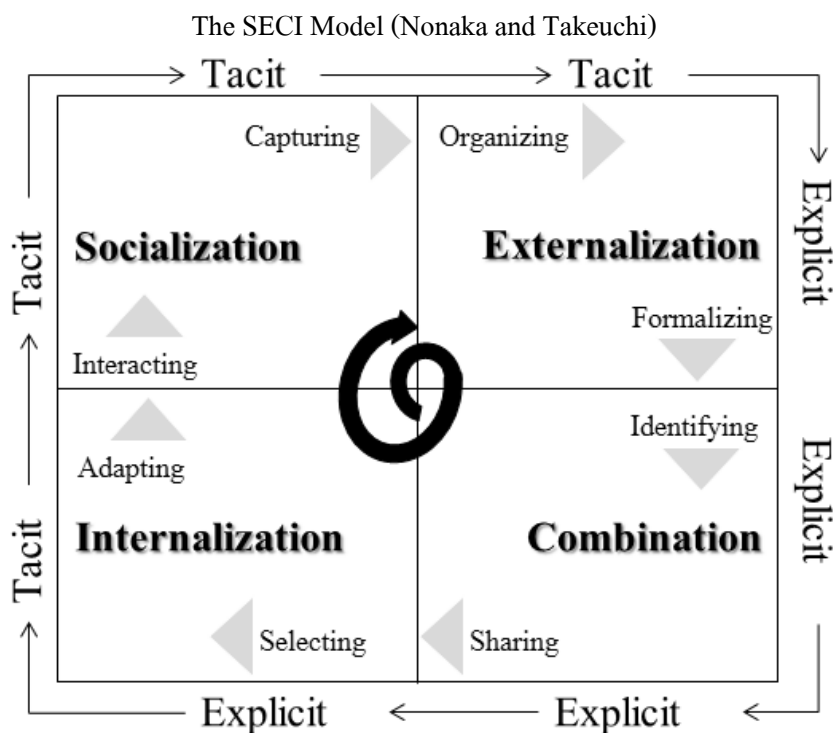 The SECI Model (Nonaka and Takeuchi)
Tacit
Tacit
Capturing
Organizing
Tacit
Socialization
Externalization
Explicit
Interacting
Formalizing
Adapting
Identifying
Tacit
Internalization
Combination
Explicit
Selecting
Sharing
Explicit
Explicit